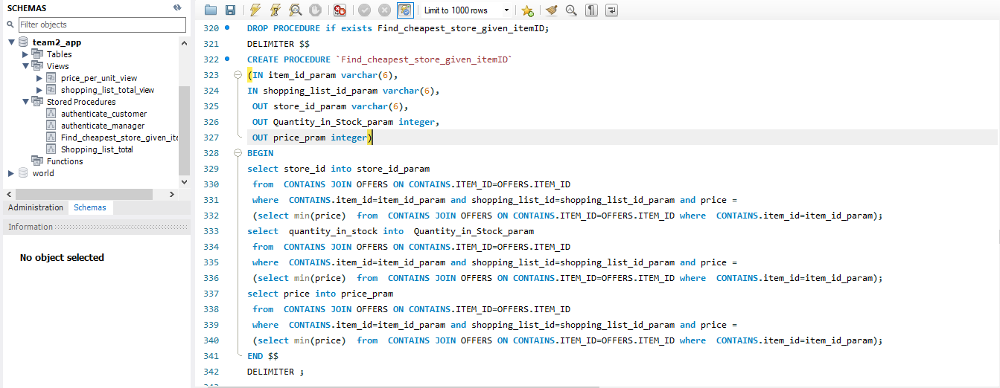 SCHEMAS
Filter objects
team2_app
Tables
Views
price_per_unit_view
shopping_list_total_view
Stored Procedures
authenticate_customer
authenticate_manager
Find_cheapest_store_given_ite
Shopping_list_total
Functions
world
Administration Schemas
Information
No object selected
Limit to 1000 rows
320 DROP PROCEDURE if exists Find_cheapest_store_given_itemID;
321 DELIMITER $$
322 CREATE PROCEDURE `Find_cheapest_store_given_itemID`
323 (IN item_id_param varchar(6),
324 IN shopping_list_id_param varchar(6),
325 OUT store_id_param varchar(6),
326 OUT Quantity_in_Stock_param integer,
327 OUT price_pram integer)
328 BEGIN
329 select store_id into store_id_param
330 from CONTAINS JOIN OFFERS ON CONTAINS.ITEM_ID=OFFERS.ITEM_ID
331 where CONTAINS.item_id=item_id_param and shopping_list_id=shopping_list_id_param and price =
332 (select min(price) from CONTAINS JOIN OFFERS ON CONTAINS.ITEM_ID=OFFERS.ITEM_ID where CONTAINS.item_id=item_id_param);
333 select quantity_in_stock into Quantity_in_Stock_param
334 from CONTAINS JOIN OFFERS ON CONTAINS.ITEM_ID=OFFERS.ITEM_ID
335 where CONTAINS.item_id=item_id_param and shopping_list_id=shopping_list_id_param and price =
336 (select min(price) from CONTAINS JOIN OFFERS ON CONTAINS.ITEM_ID=OFFERS.ITEM_ID where CONTAINS.item_id=item_id_param);
337 select price into price_pram
338 from CONTAINS JOIN OFFERS ON CONTAINS.ITEM_ID=OFFERS.ITEM_ID
339 where CONTAINS.item_id=item_id_param and shopping_list_id=shopping_list_id_param and price =
340 (select min(price) from CONTAINS JOIN OFFERS ON CONTAINS.ITEM_ID=OFFERS.ITEM_ID where CONTAINS.item_id=item_id_param);
341 END $$
342 DELIMITER ;